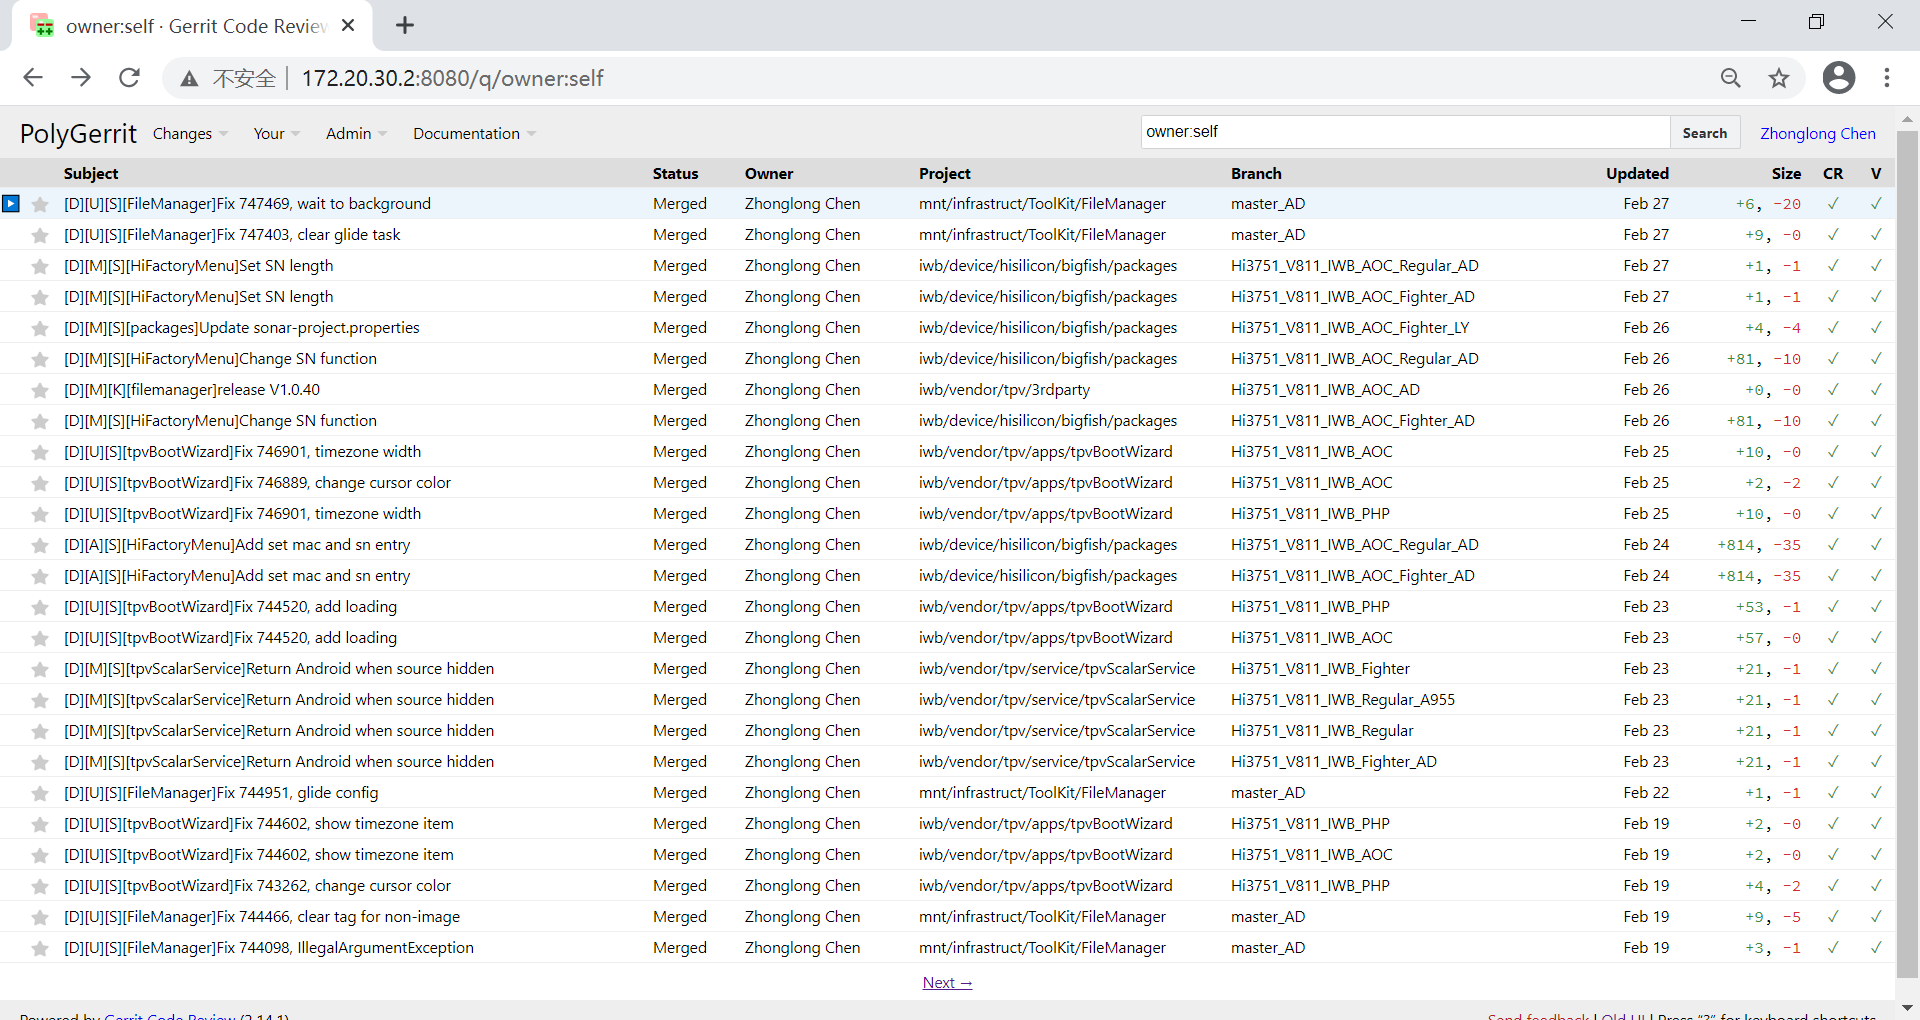 owner:self · Gerrit Code Review
不安全 172.20.30.2:8080/q/owner:self
PolyGerrit Changes Your Admin Documentation owner:self Search Zhonglong Chen
Subject Status Owner Project Branch Updated Size CR V
[D][U][S][FileManager]Fix 747469, wait to background Merged Zhonglong Chen mnt/infrastruct/ToolKit/FileManager master_AD Feb 27 +6, -20 ✓ ✓
[D][U][S][FileManager]Fix 747403, clear glide task Merged Zhonglong Chen mnt/infrastruct/ToolKit/FileManager master_AD Feb 27 +9, -0 ✓ ✓
[D][M][S][HiFactoryMenu]Set SN length Merged Zhonglong Chen iwb/device/hisilicon/bigfish/packages Hi3751_V811_IWB_AOC_Regular_AD Feb 27 +1, -1 ✓ ✓
[D][M][S][HiFactoryMenu]Set SN length Merged Zhonglong Chen iwb/device/hisilicon/bigfish/packages Hi3751_V811_IWB_AOC_Fighter_AD Feb 27 +1, -1 ✓ ✓
[D][M][S][packages]Update sonar-project.properties Merged Zhonglong Chen iwb/device/hisilicon/bigfish/packages Hi3751_V811_IWB_AOC_Fighter_LY Feb 26 +4, -4 ✓ ✓
[D][M][S][HiFactoryMenu]Change SN function Merged Zhonglong Chen iwb/device/hisilicon/bigfish/packages Hi3751_V811_IWB_AOC_Regular_AD Feb 26 +81, -10 ✓ ✓
[D][M][K][filemanager]release V1.0.40 Merged Zhonglong Chen iwb/vendor/tpv/3rdparty Hi3751_V811_IWB_AOC_AD Feb 26 +0, -0 ✓ ✓
[D][M][S][HiFactoryMenu]Change SN function Merged Zhonglong Chen iwb/device/hisilicon/bigfish/packages Hi3751_V811_IWB_AOC_Fighter_AD Feb 26 +81, -10 ✓ ✓
[D][U][S][tpvBootWizard]Fix 746901, timezone width Merged Zhonglong Chen iwb/vendor/tpv/apps/tpvBootWizard Hi3751_V811_IWB_AOC Feb 25 +10, -0 ✓ ✓
[D][U][S][tpvBootWizard]Fix 746889, change cursor color Merged Zhonglong Chen iwb/vendor/tpv/apps/tpvBootWizard Hi3751_V811_IWB_AOC Feb 25 +2, -2 ✓ ✓
[D][U][S][tpvBootWizard]Fix 746901, timezone width Merged Zhonglong Chen iwb/vendor/tpv/apps/tpvBootWizard Hi3751_V811_IWB_PHP Feb 25 +10, -0 ✓ ✓
[D][A][S][HiFactoryMenu]Add set mac and sn entry Merged Zhonglong Chen iwb/device/hisilicon/bigfish/packages Hi3751_V811_IWB_AOC_Regular_AD Feb 24 +814, -35 ✓ ✓
[D][A][S][HiFactoryMenu]Add set mac and sn entry Merged Zhonglong Chen iwb/device/hisilicon/bigfish/packages Hi3751_V811_IWB_AOC_Fighter_AD Feb 24 +814, -35 ✓ ✓
[D][U][S][tpvBootWizard]Fix 744520, add loading Merged Zhonglong Chen iwb/vendor/tpv/apps/tpvBootWizard Hi3751_V811_IWB_PHP Feb 23 +53, -1 ✓ ✓
[D][U][S][tpvBootWizard]Fix 744520, add loading Merged Zhonglong Chen iwb/vendor/tpv/apps/tpvBootWizard Hi3751_V811_IWB_AOC Feb 23 +57, -0 ✓ ✓
[D][M][S][tpvScalarService]Return Android when source hidden Merged Zhonglong Chen iwb/vendor/tpv/service/tpvScalarService Hi3751_V811_IWB_Fighter Feb 23 +21, -1 ✓ ✓
[D][M][S][tpvScalarService]Return Android when source hidden Merged Zhonglong Chen iwb/vendor/tpv/service/tpvScalarService Hi3751_V811_IWB_Regular_A955 Feb 23 +21, -1 ✓ ✓
[D][M][S][tpvScalarService]Return Android when source hidden Merged Zhonglong Chen iwb/vendor/tpv/service/tpvScalarService Hi3751_V811_IWB_Regular Feb 23 +21, -1 ✓ ✓
[D][M][S][tpvScalarService]Return Android when source hidden Merged Zhonglong Chen iwb/vendor/tpv/service/tpvScalarService Hi3751_V811_IWB_Fighter_AD Feb 23 +21, -1 ✓ ✓
[D][U][S][FileManager]Fix 744951, glide config Merged Zhonglong Chen mnt/infrastruct/ToolKit/FileManager master_AD Feb 22 +1, -1 ✓ ✓
[D][U][S][tpvBootWizard]Fix 744602, show timezone item Merged Zhonglong Chen iwb/vendor/tpv/apps/tpvBootWizard Hi3751_V811_IWB_PHP Feb 19 +2, -0 ✓ ✓
[D][U][S][tpvBootWizard]Fix 744602, show timezone item Merged Zhonglong Chen iwb/vendor/tpv/apps/tpvBootWizard Hi3751_V811_IWB_AOC Feb 19 +2, -0 ✓ ✓
[D][U][S][tpvBootWizard]Fix 743262, change cursor color Merged Zhonglong Chen iwb/vendor/tpv/apps/tpvBootWizard Hi3751_V811_IWB_PHP Feb 19 +4, -2 ✓ ✓
[D][U][S][FileManager]Fix 744466, clear tag for non-image Merged Zhonglong Chen mnt/infrastruct/ToolKit/FileManager master_AD Feb 19 +9, -5 ✓ ✓
[D][U][S][FileManager]Fix 744098, IllegalArgumentException Merged Zhonglong Chen mnt/infrastruct/ToolKit/FileManager master_AD Feb 19 +3, -1 ✓ ✓
Next →
Powered by Gerrit Code Review (2.14.1) Send feedback | Old UI | Press “?” for keyboard shortcuts